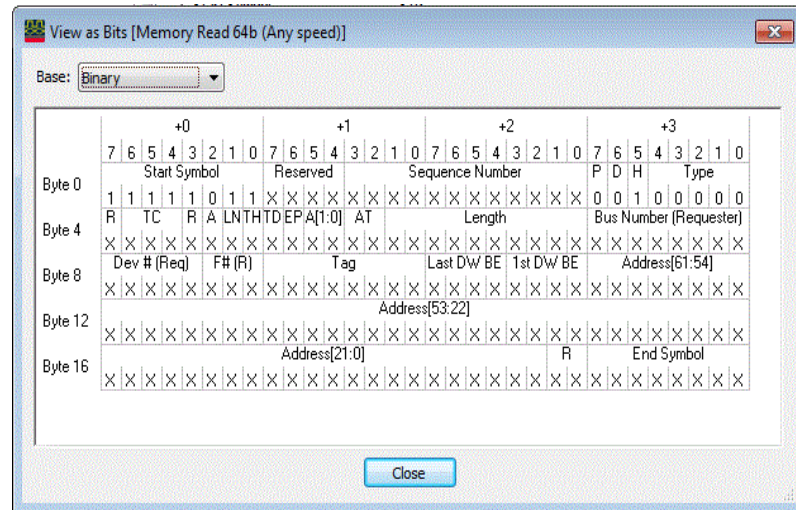 View as Bits [Memory Read 64b (Any speed)]
Base: Binary
+0 +1 +2 +3
7 6 5 4 3 2 1 0 7 6 5 4 3 2 1 0 7 6 5 4 3 2 1 0 7 6 5 4 3 2 1 0
Byte 0 Start Symbol Reserved Sequence Number P D H Type
1 1 1 1 1 0 1 1 X X X X X X X X X X X X X X X X 0 0 1 0 0 0 0 0
Byte 4 R TC R A LN TH TD EP A[1:0] AT Length Bus Number (Requester)
X X X X X X X X X X X X X X X X X X X X X X X X X X X X X X X X
Byte 8 Dev # (Req) F# (R) Tag Last DW BE 1st DW BE Address[61:54]
X X X X X X X X X X X X X X X X X X X X X X X X X X X X X X X X
Byte 12 Address[53:22]
X X X X X X X X X X X X X X X X X X X X X X X X X X X X X X X X
Byte 16 Address[21:0] R End Symbol
X X X X X X X X X X X X X X X X X X X X X X X X X X X X X X X X
Close